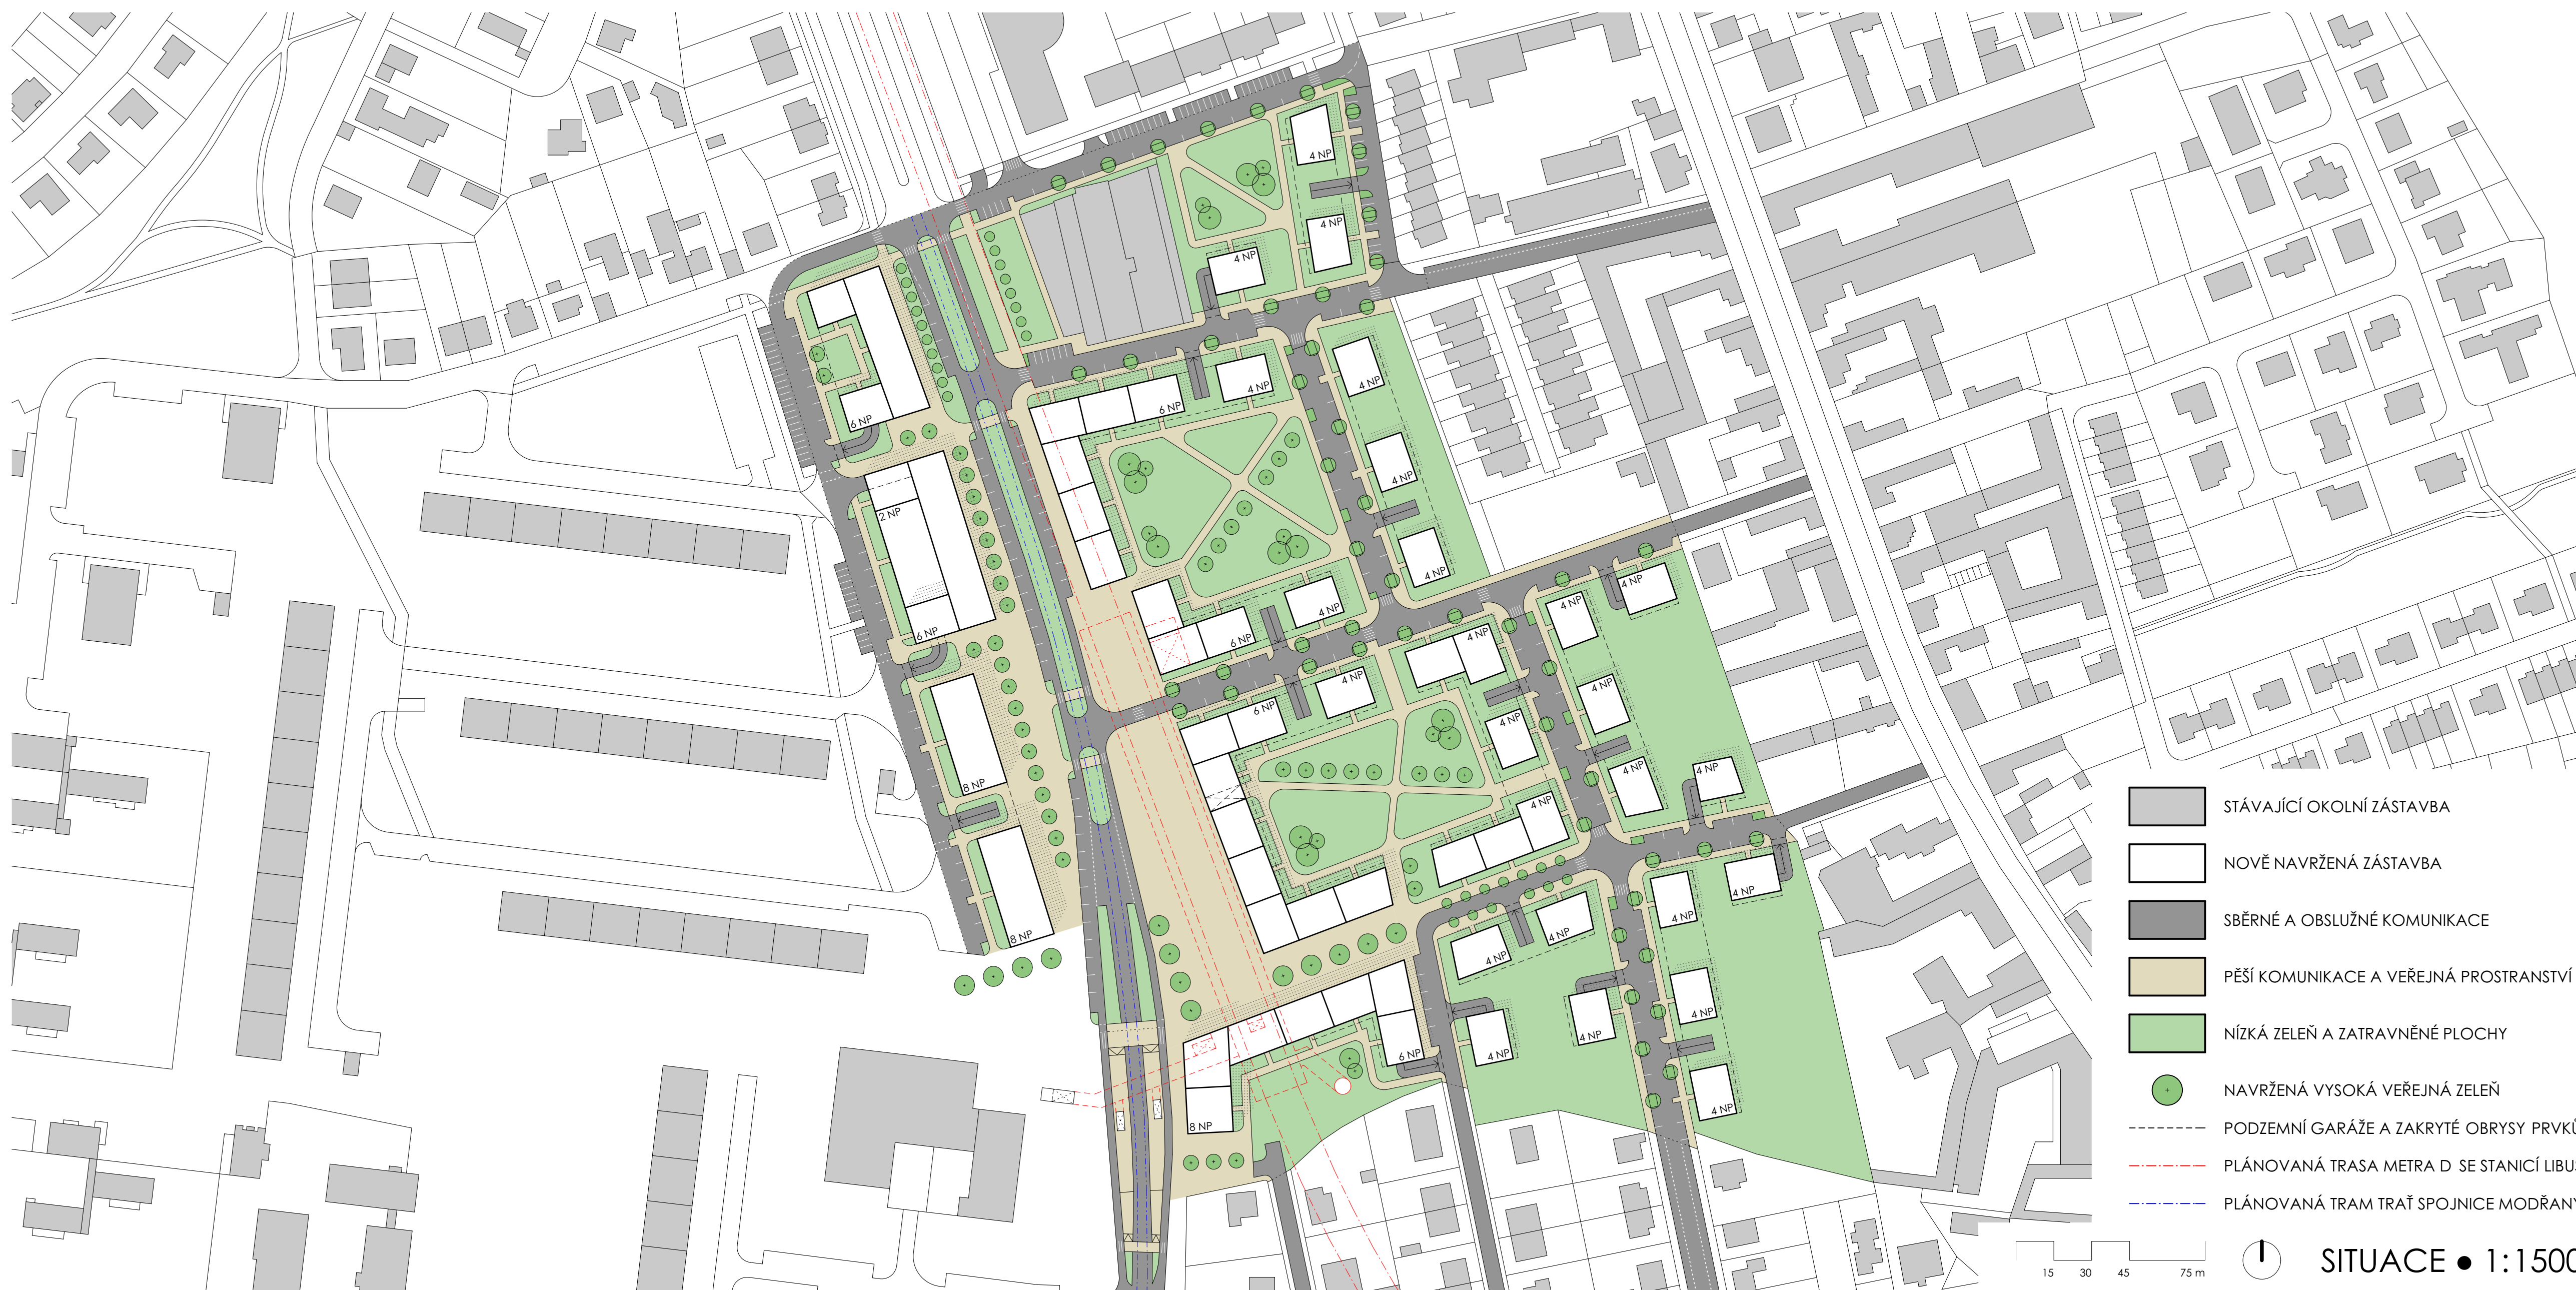 4 NP
4 NP
4 NP
4 NP
4 NP
6 NP
6 NP
4 NP
2 NP
4 NP
4 NP
4 NP
4 NP
6 NP
4 NP
6 NP
4 NP
4 NP
6 NP
4 NP
4 NP
4 NP
8 NP
4 NP
4 NP
4 NP
8 NP
4 NP
4 NP
4 NP
4 NP
6 NP
4 NP
4 NP
8 NP
STÁVAJÍCÍ OKOLNÍ ZÁSTAVBA
NOVĚ NAVRŽENÁ ZÁSTAVBA
SBĚRNÉ A OBSLUŽNÉ KOMUNIKACE
PĚŠÍ KOMUNIKACE A VEŘEJNÁ PROSTRANSTVÍ
NÍZKÁ ZELEŇ A ZATRAVNĚNÉ PLOCHY
NAVRŽENÁ VYSOKÁ VEŘEJNÁ ZELEŇ
PODZEMNÍ GARÁŽE A ZAKRYTÉ OBRYSY PRVKŮ
PLÁNOVANÁ TRASA METRA D SE STANICÍ LIBU
PLÁNOVANÁ TRAM TRAŤ SPOJNICE MODŘANY
15 30 45 75 m
SITUACE ● 1:1500